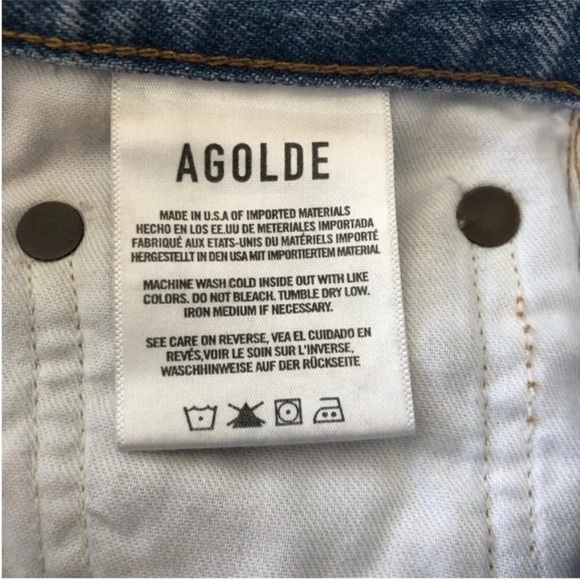 AGOLDE
MADE IN U.S.A OF IMPORTED MATERIALS
HECHO EN LOS EE.UU DE METERIALES IMPORTADA
FABRIQUÉ AUX ETATS-UNIS DU MATÉRIELS IMPORTÉ
HERGESTELLT IN DEN USA MIT IMPORTIERTEM MATERIAL
MACHINE WASH COLD INSIDE OUT WITH LIKE
COLORS. DO NOT BLEACH. TUMBLE DRY LOW.
IRON MEDIUM IF NECESSARY.
SEE CARE ON REVERSE, VEA EL CUIDADO EN
REVÉS,VOIR LE SOIN SUR L'INVERSE,
WASCHHINWEISE AUF DER RÜCKSEITE